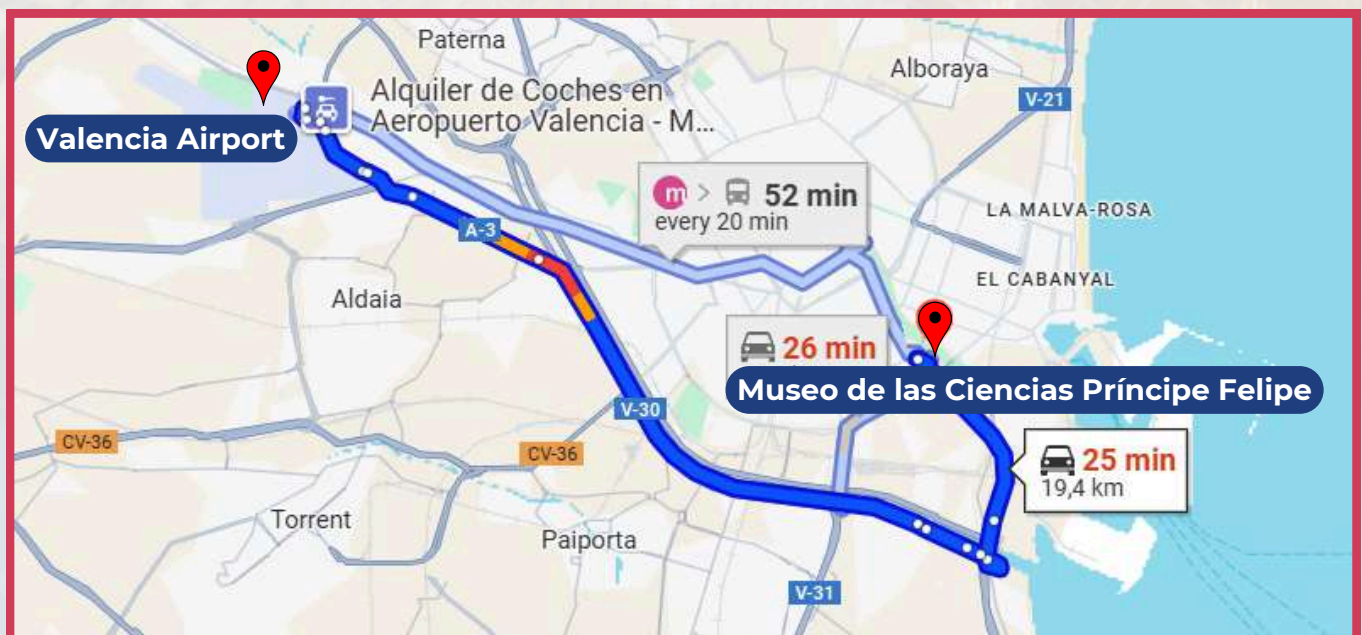 Paterna
Alboraya
Alquiler de Coches en
Aeropuerto Valencia - M...
V-21
Valencia Airport
m > 52 min
every 20 min
LA MALVA-ROSA
A-3
EL CABANYAL
Aldaia
26 min
Museo de las Ciencias Príncipe Felipe
V-30
CV-36
CV-36
25 min
19,4 km
Torrent
Paiporta
V-31